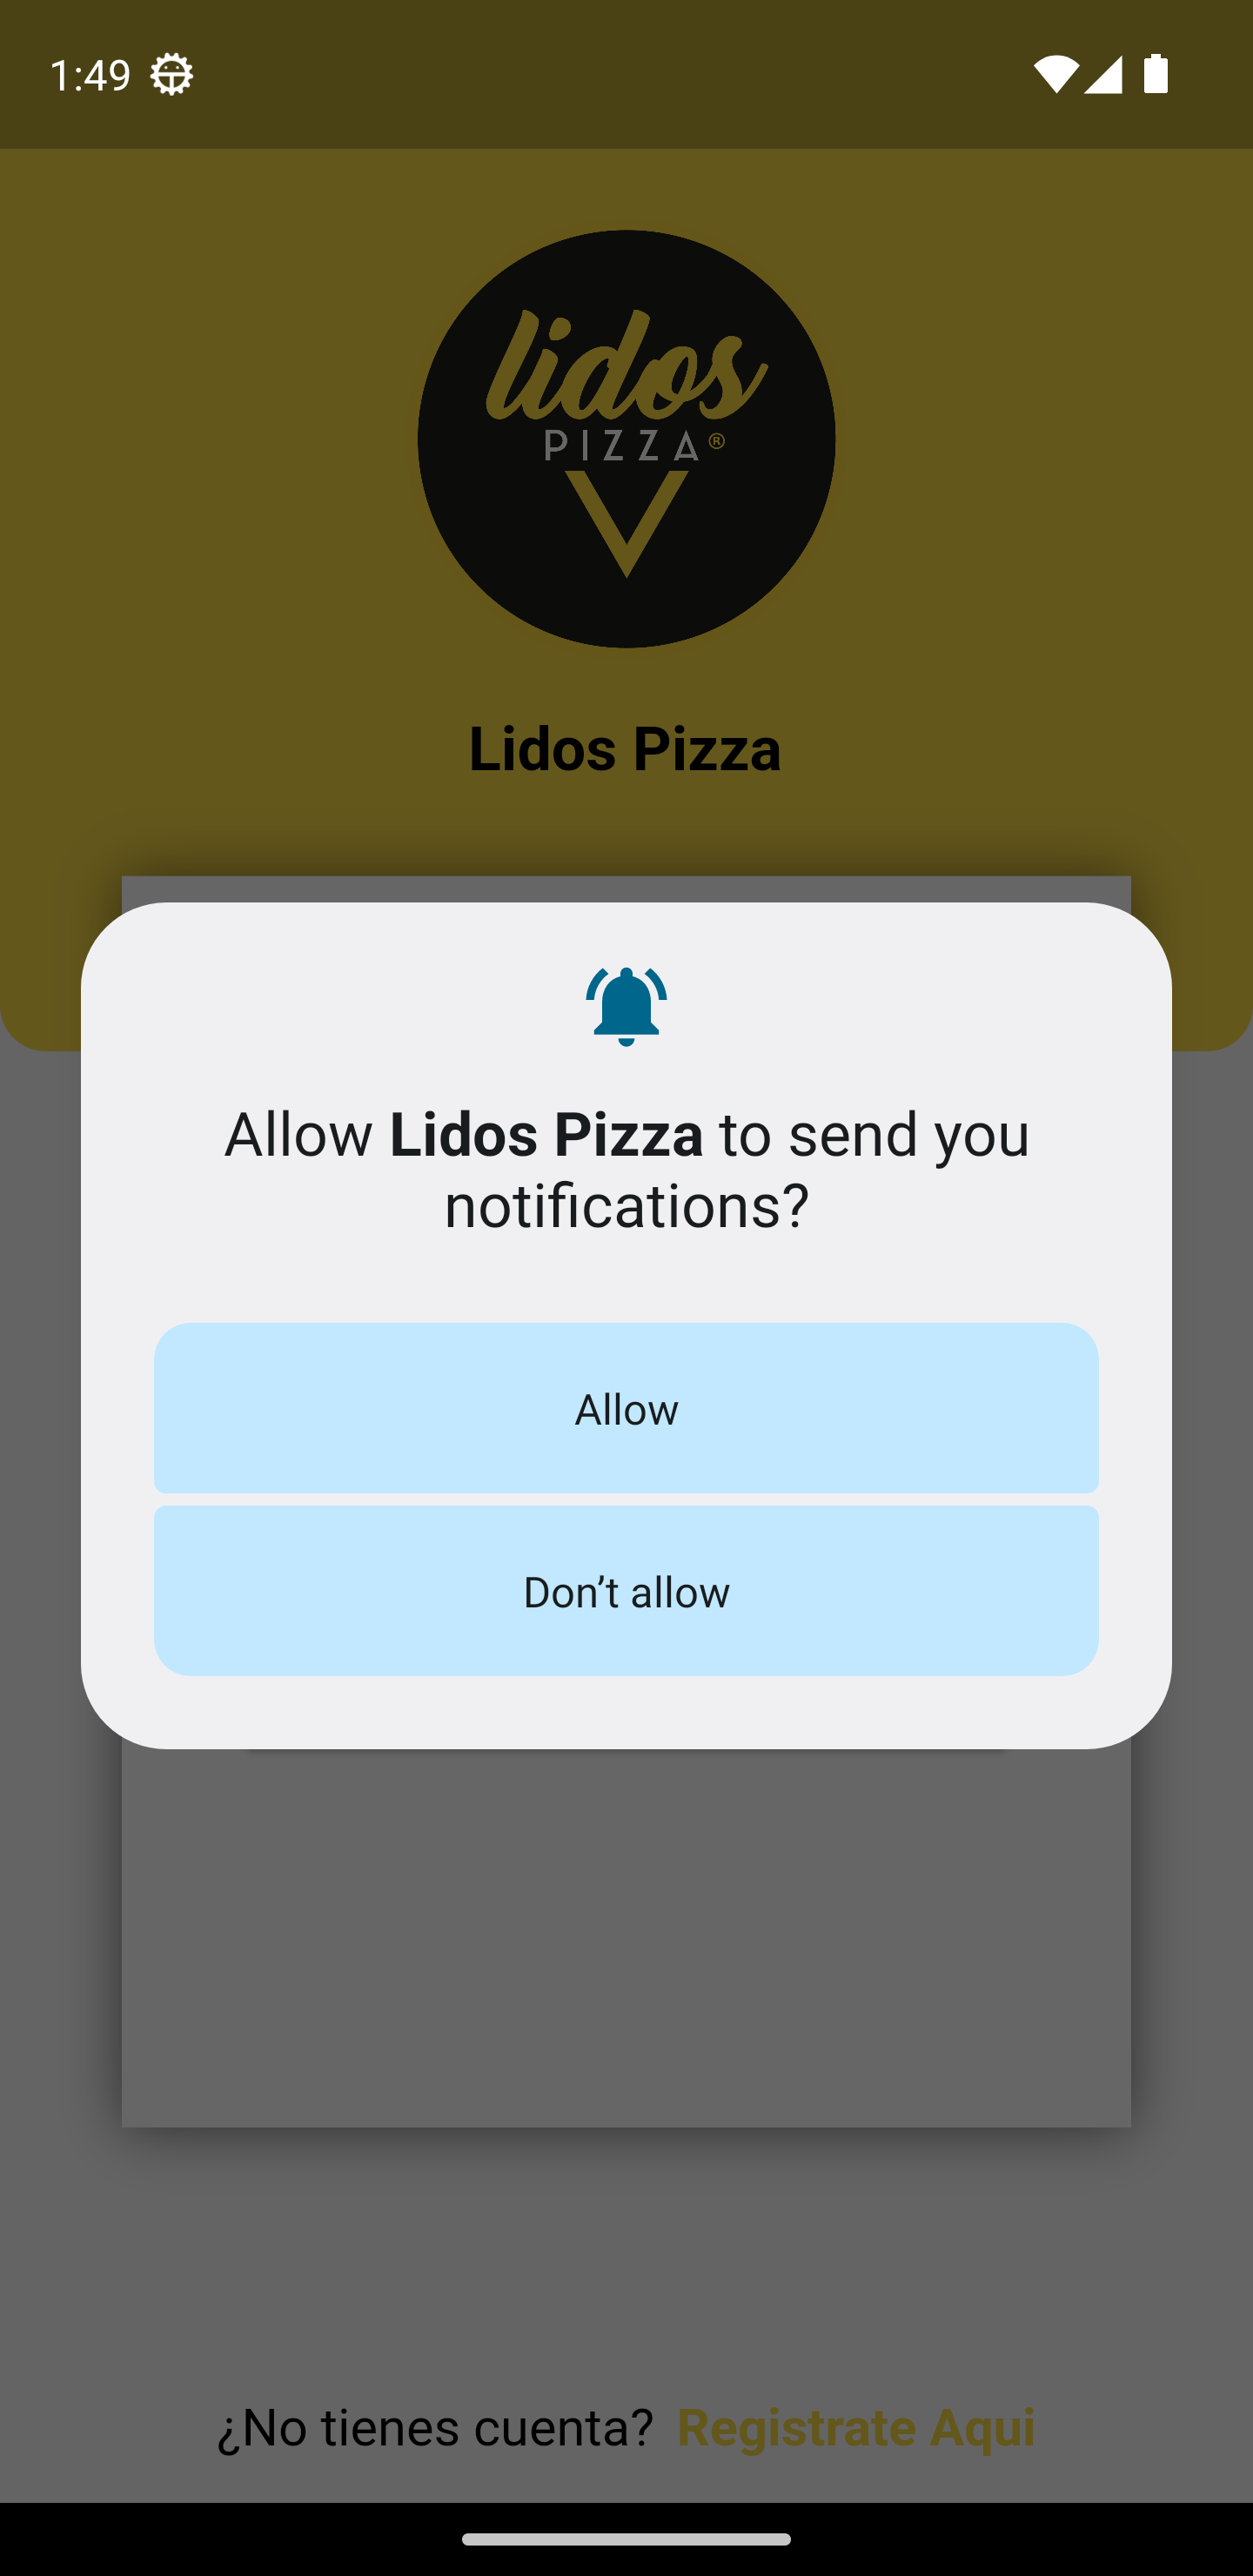 1:49
lidos
PIZZA®
Lidos Pizza
Allow Lidos Pizza to send you
notifications?
Allow
Don’t allow
¿No tienes cuenta? Registrate Aqui